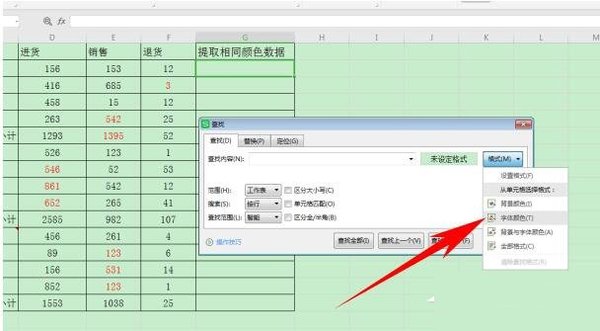 fx
D E F G H I J K L M
进货 销售 退货 提取相同颜色数据
156 153 12
416 685 3
458 15 12
263 542 25
小计 1293 1395 52
526 123 1
546 52 53
861 542 12
652 265 41
小计 2585 982 107
456 261 4
89 123 6
156 531 14
852 123 1
小计 1553 1038 25
查找
查找(D) 替换(P) 定位(G)
查找内容(N): 未设定格式 格式(M)
范围(H): 工作表 区分大小写(C)
搜索(S): 按行 单元格匹配(O)
查找范围(L): 智能 区分全/半角(B)
操作技巧 查找全部(I) 查找上一个(V)
设置格式(F)
从单元格选择格式:
背景颜色(I)
字体颜色(T)
背景与字体颜色(A)
全部格式(C)
清除查找格式(R)